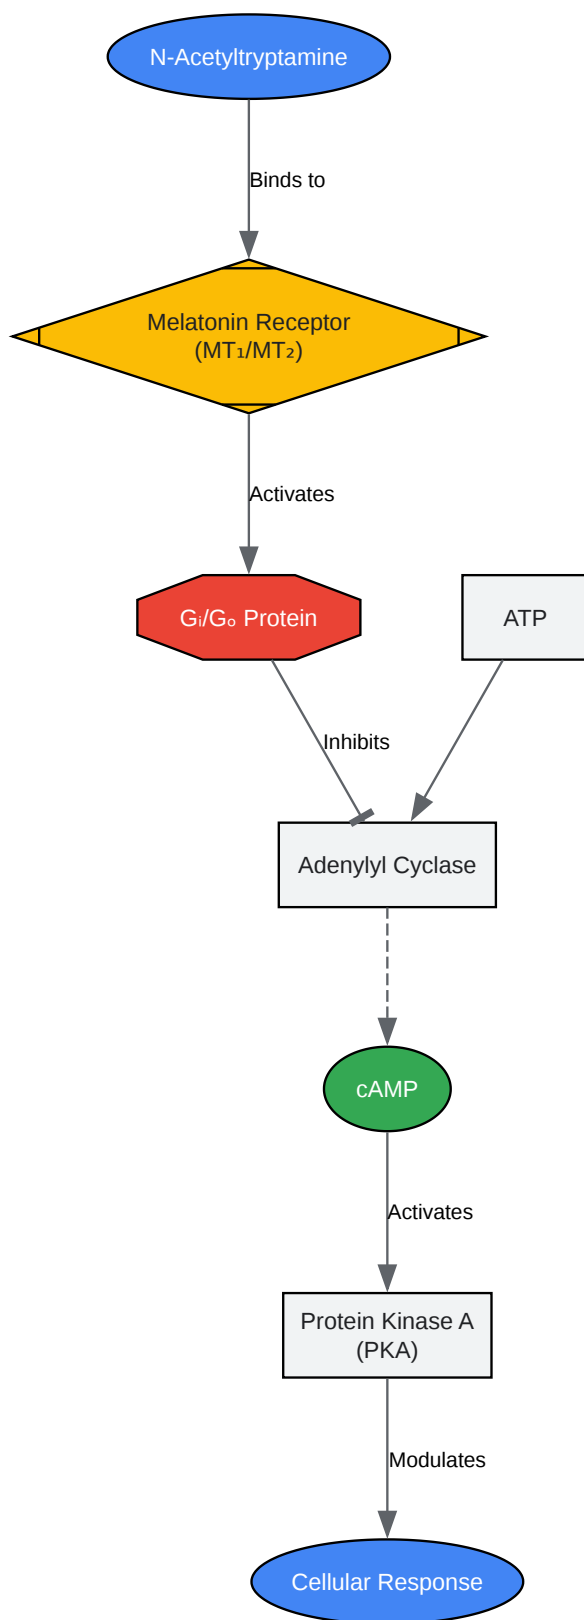 N-Acetyltryptamine
Binds to
Melatonin Receptor
(MT₁/MT₂)
Activates
Gᵢ/Gₒ Protein
ATP
Inhibits
Adenylyl Cyclase
cAMP
Activates
Protein Kinase A
(PKA)
Modulates
Cellular Response